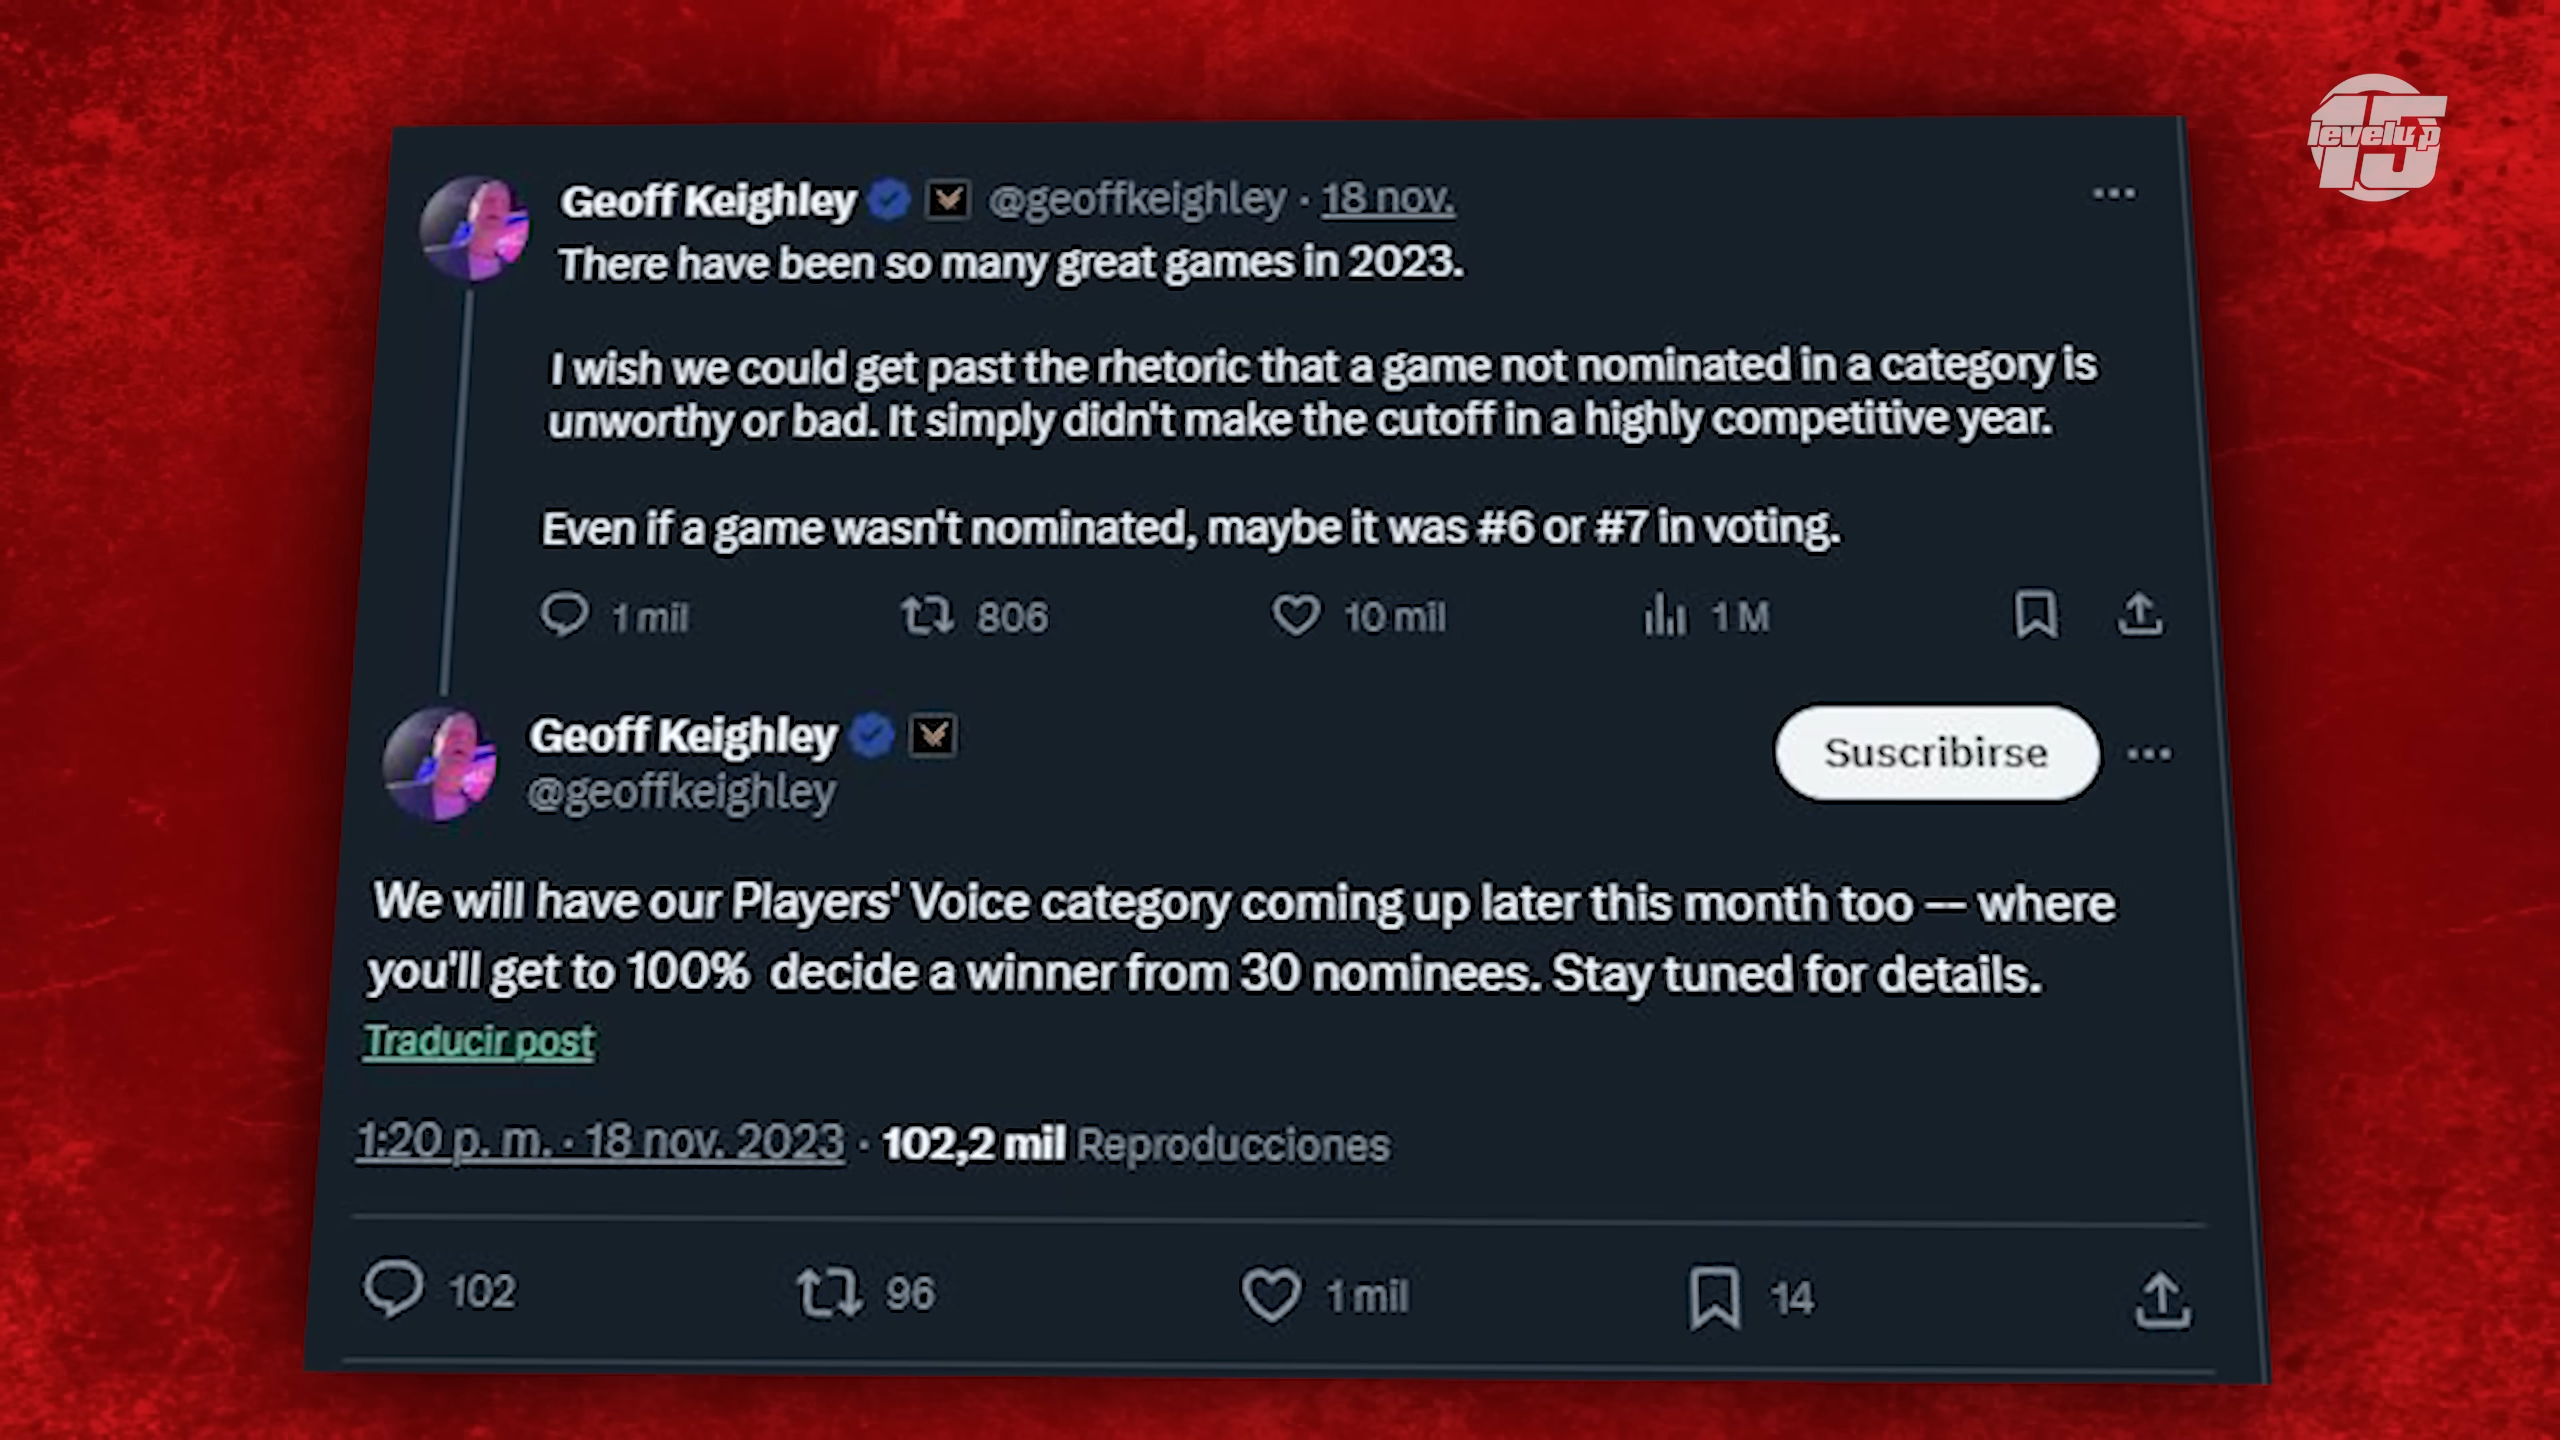 15
levelup
Geoff Keighley @geoffkeighley · 18 nov.
There have been so many great games in 2023.
I wish we could get past the rhetoric that a game not nominated in a category is
unworthy or bad. It simply didn't make the cutoff in a highly competitive year.
Even if a game wasn't nominated, maybe it was #6 or #7 in voting.
1 mil 806 10 mil 1 M
Geoff Keighley
@geoffkeighley
Suscribirse
We will have our Players' Voice category coming up later this month too — where
you'll get to 100% decide a winner from 30 nominees. Stay tuned for details.
Traducir post
1:20 p. m. · 18 nov. 2023 · 102,2 mil Reproducciones
102 96 1 mil 14